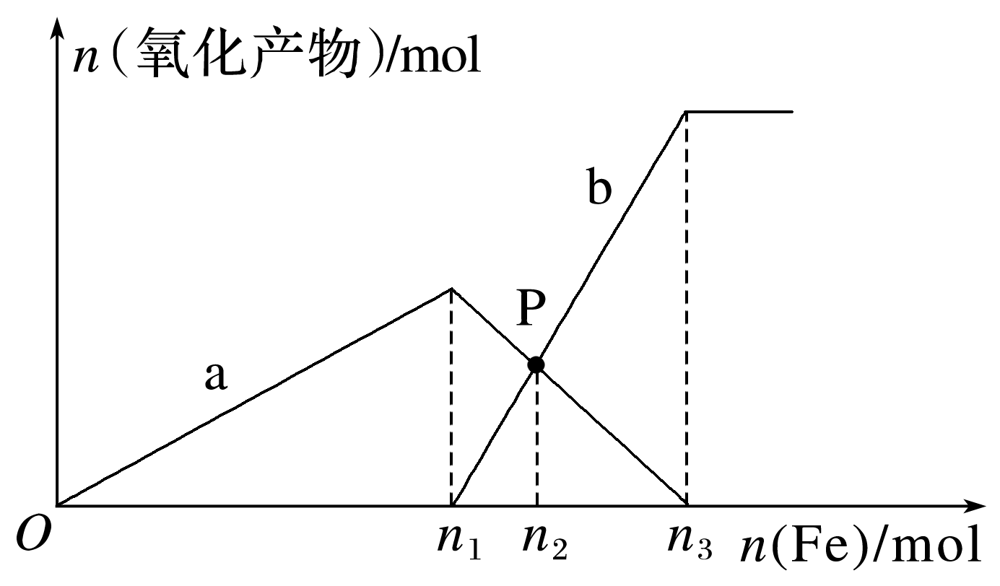 n（氧化产物）/mol
b
P
a
O
n₁
n₂
n₃
n(Fe)/mol